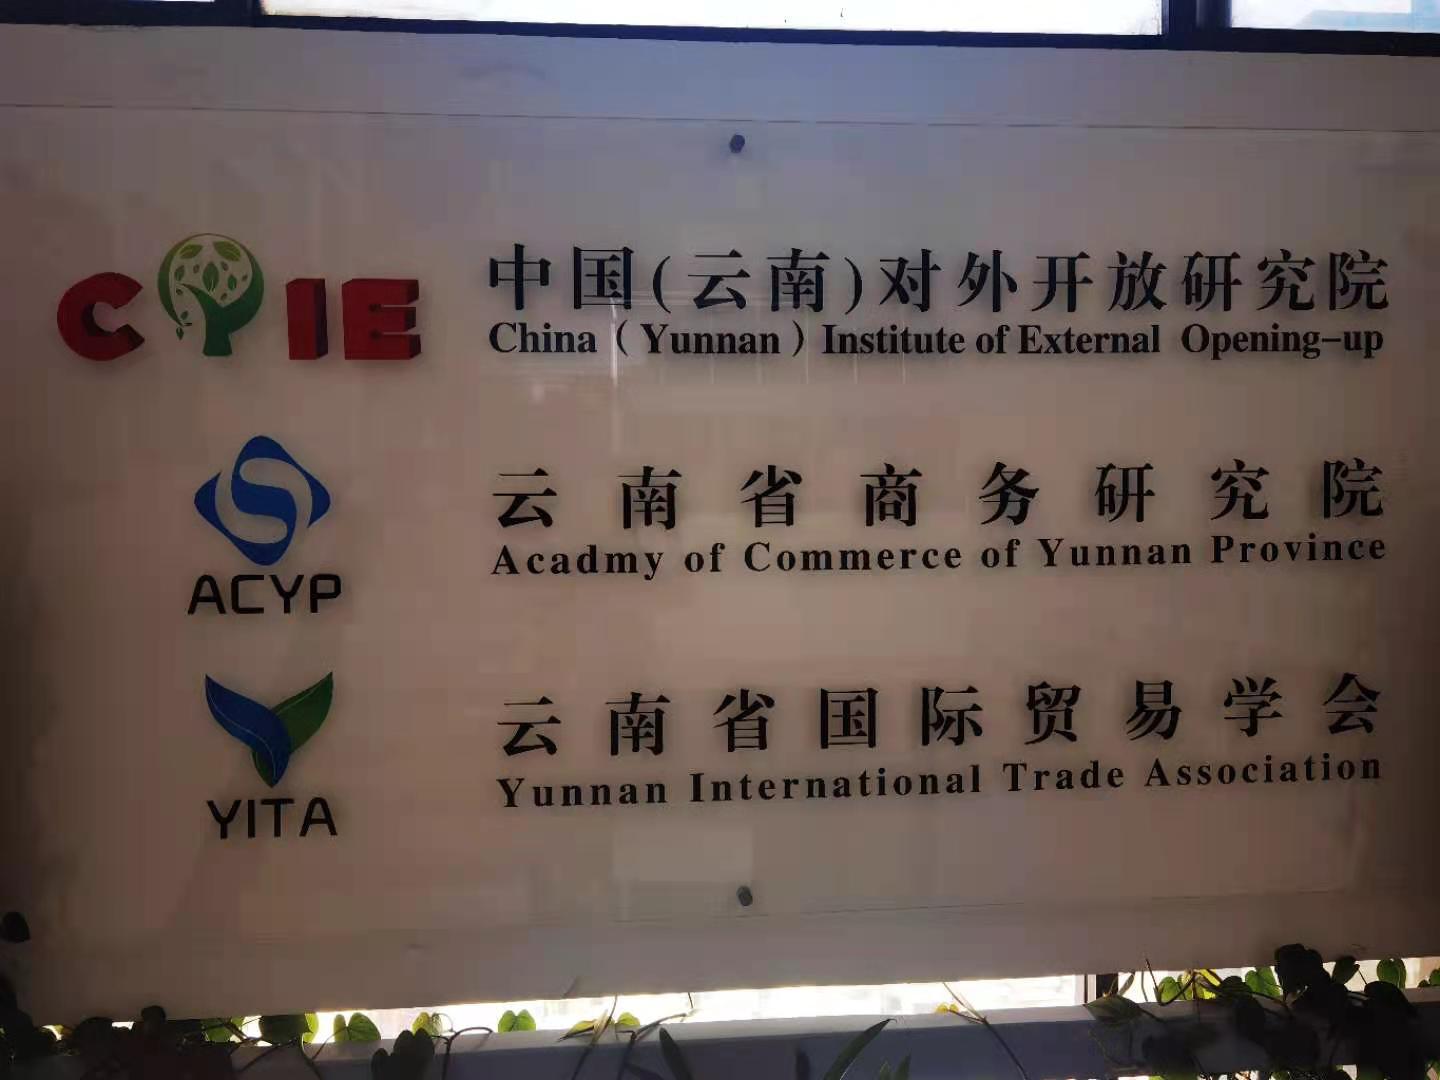 C IE
中国(云南)对外开放研究院
China (Yunnan) Institute of External Opening-up
云南省商务研究院
Acadmy of Commerce of Yunnan Province
ACYP
云南省国际贸易学会
Yunnan International Trade Association
YITA